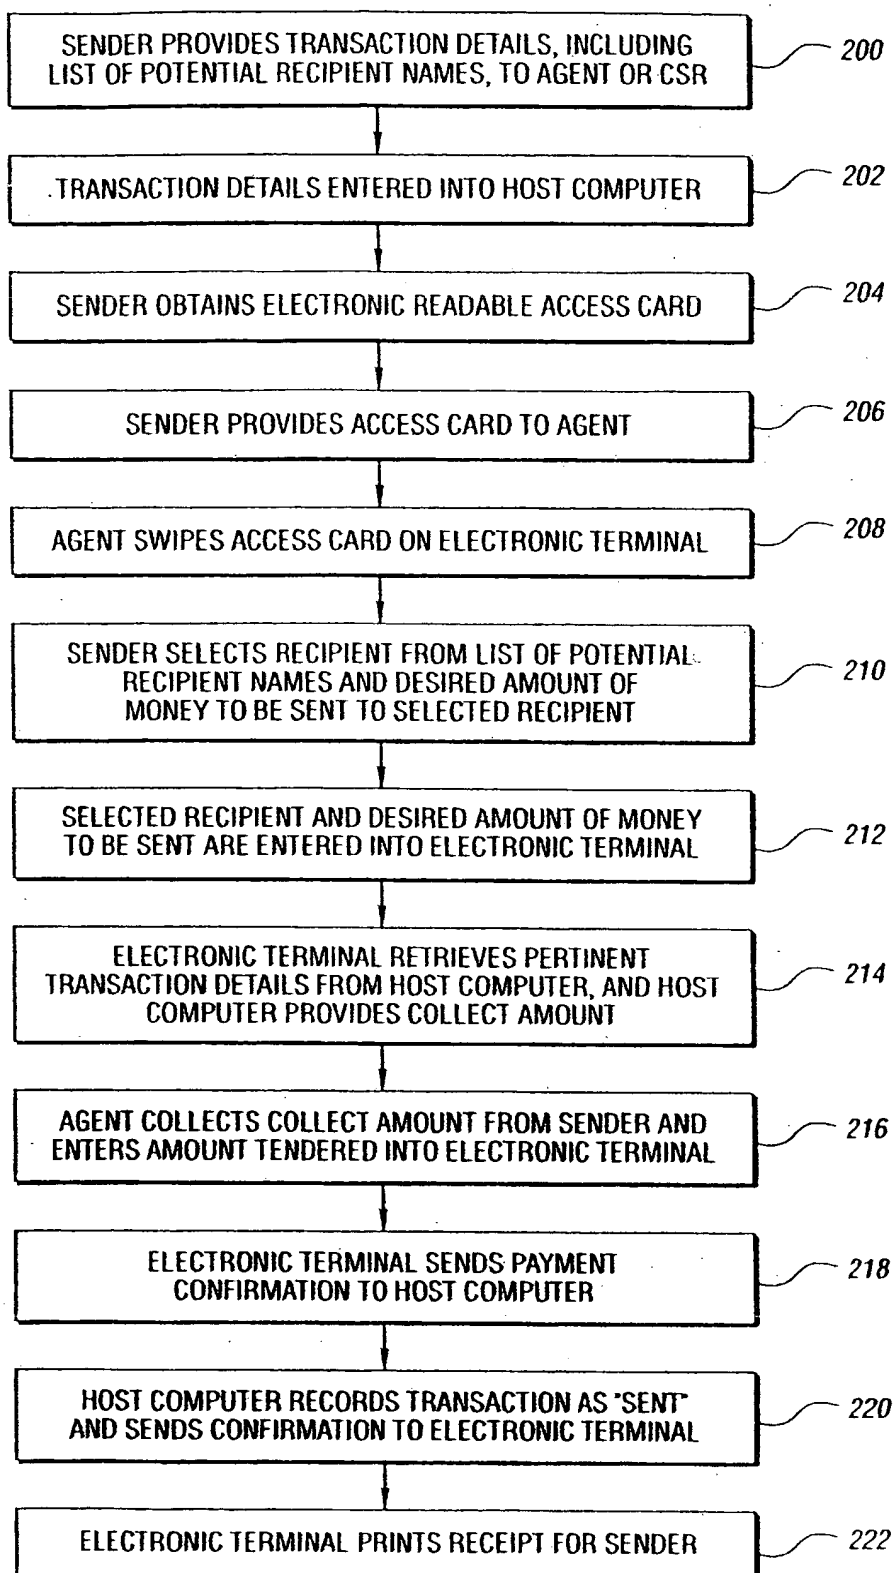 SENDER PROVIDES TRANSACTION DETAILS, INCLUDING
LIST OF POTENTIAL RECIPIENT NAMES, TO AGENT OR CSR
200
TRANSACTION DETAILS ENTERED INTO HOST COMPUTER
202
SENDER OBTAINS ELECTRONIC READABLE ACCESS CARD
204
SENDER PROVIDES ACCESS CARD TO AGENT
206
AGENT SWIPES ACCESS CARD ON ELECTRONIC TERMINAL
208
SENDER SELECTS RECIPIENT FROM LIST OF POTENTIAL
RECIPIENT NAMES AND DESIRED AMOUNT OF
MONEY TO BE SENT TO SELECTED RECIPIENT
210
SELECTED RECIPIENT AND DESIRED AMOUNT OF MONEY
TO BE SENT ARE ENTERED INTO ELECTRONIC TERMINAL
212
ELECTRONIC TERMINAL RETRIEVES PERTINENT
TRANSACTION DETAILS FROM HOST COMPUTER, AND HOST
COMPUTER PROVIDES COLLECT AMOUNT
214
AGENT COLLECTS COLLECT AMOUNT FROM SENDER AND
ENTERS AMOUNT TENDERED INTO ELECTRONIC TERMINAL
216
ELECTRONIC TERMINAL SENDS PAYMENT
CONFIRMATION TO HOST COMPUTER
218
HOST COMPUTER RECORDS TRANSACTION AS "SENT"
AND SENDS CONFIRMATION TO ELECTRONIC TERMINAL
220
ELECTRONIC TERMINAL PRINTS RECEIPT FOR SENDER
222